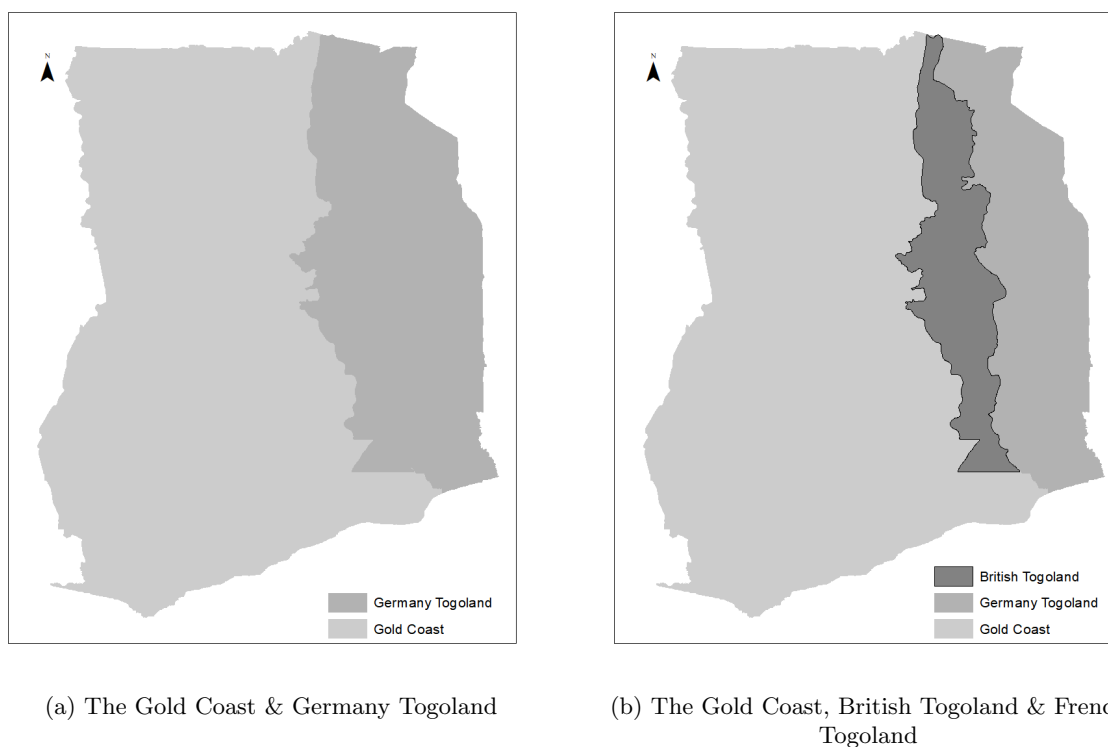 N
Germany Togoland
Gold Coast
(a) The Gold Coast & Germany Togoland
N
British Togoland
Germany Togoland
Gold Coast
(b) The Gold Coast, British Togoland & Frenc
Togoland